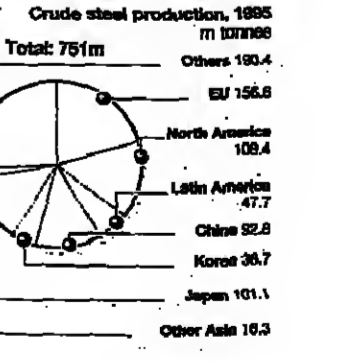 Crude steel production, 1995
m tonnes
Total: 751m
Others 190.4
EU 156.6
North America
109.4
Latin America
47.7
China 92.8
Korea 36.7
Japan 101.1
Other Asia 16.3